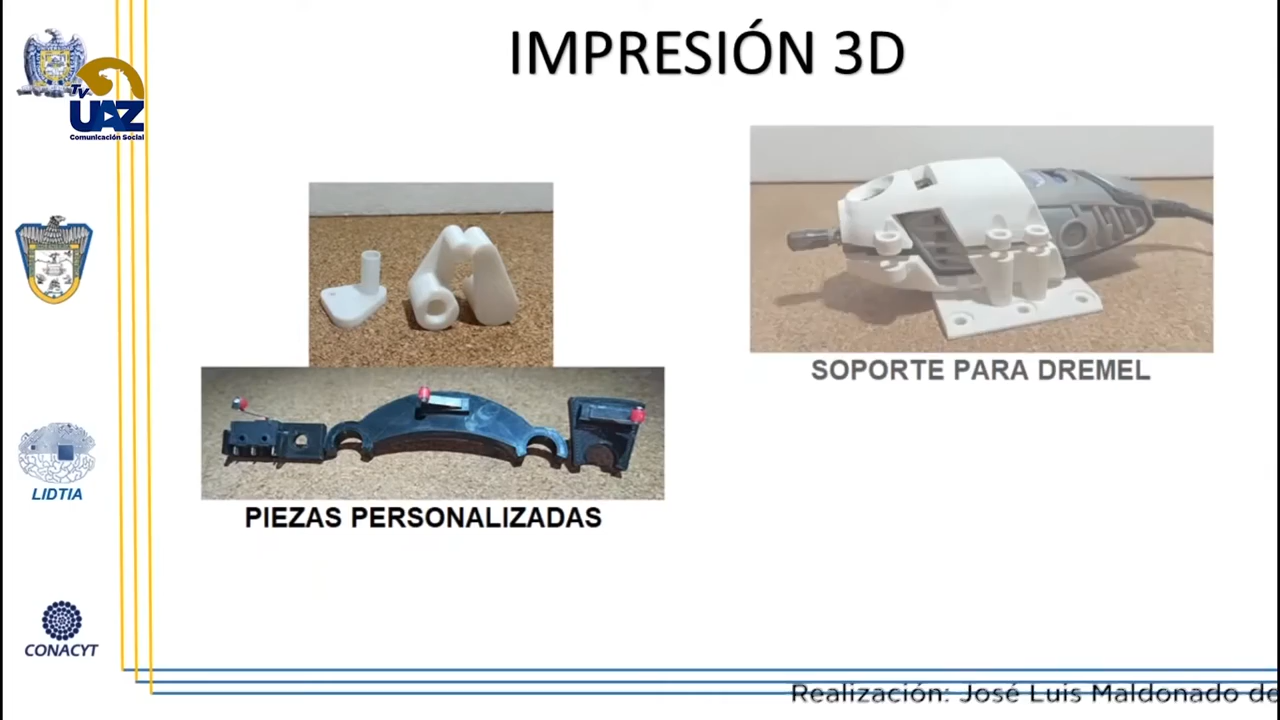 IMPRESIÓN 3D
TV
UAZ
Comunicación Social
SOPORTE PARA DREMEL
PIEZAS PERSONALIZADAS
LIDTIA
CONACYT
Realización: José Luis Maldonado de